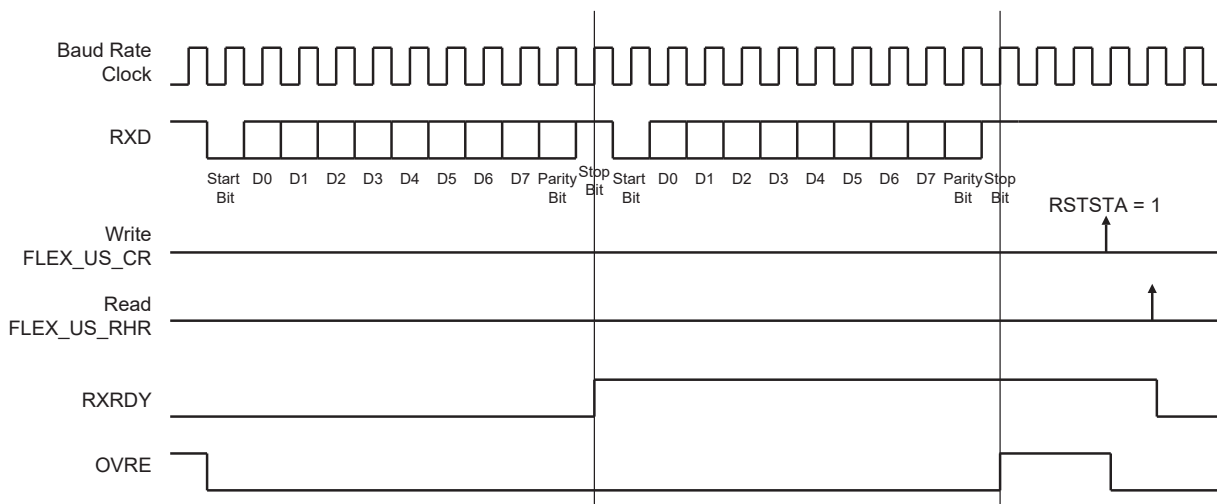 Baud Rate
Clock
RXD
Start
Bit
D0
D1
D2
D3
D4
D5
D6
D7
Parity
Bit
Stop
Bit
Start
Bit
D0
D1
D2
D3
D4
D5
D6
D7
Parity
Bit
Stop
Bit
RSTSTA = 1
Write
FLEX_US_CR
Read
FLEX_US_RHR
RXRDY
OVRE